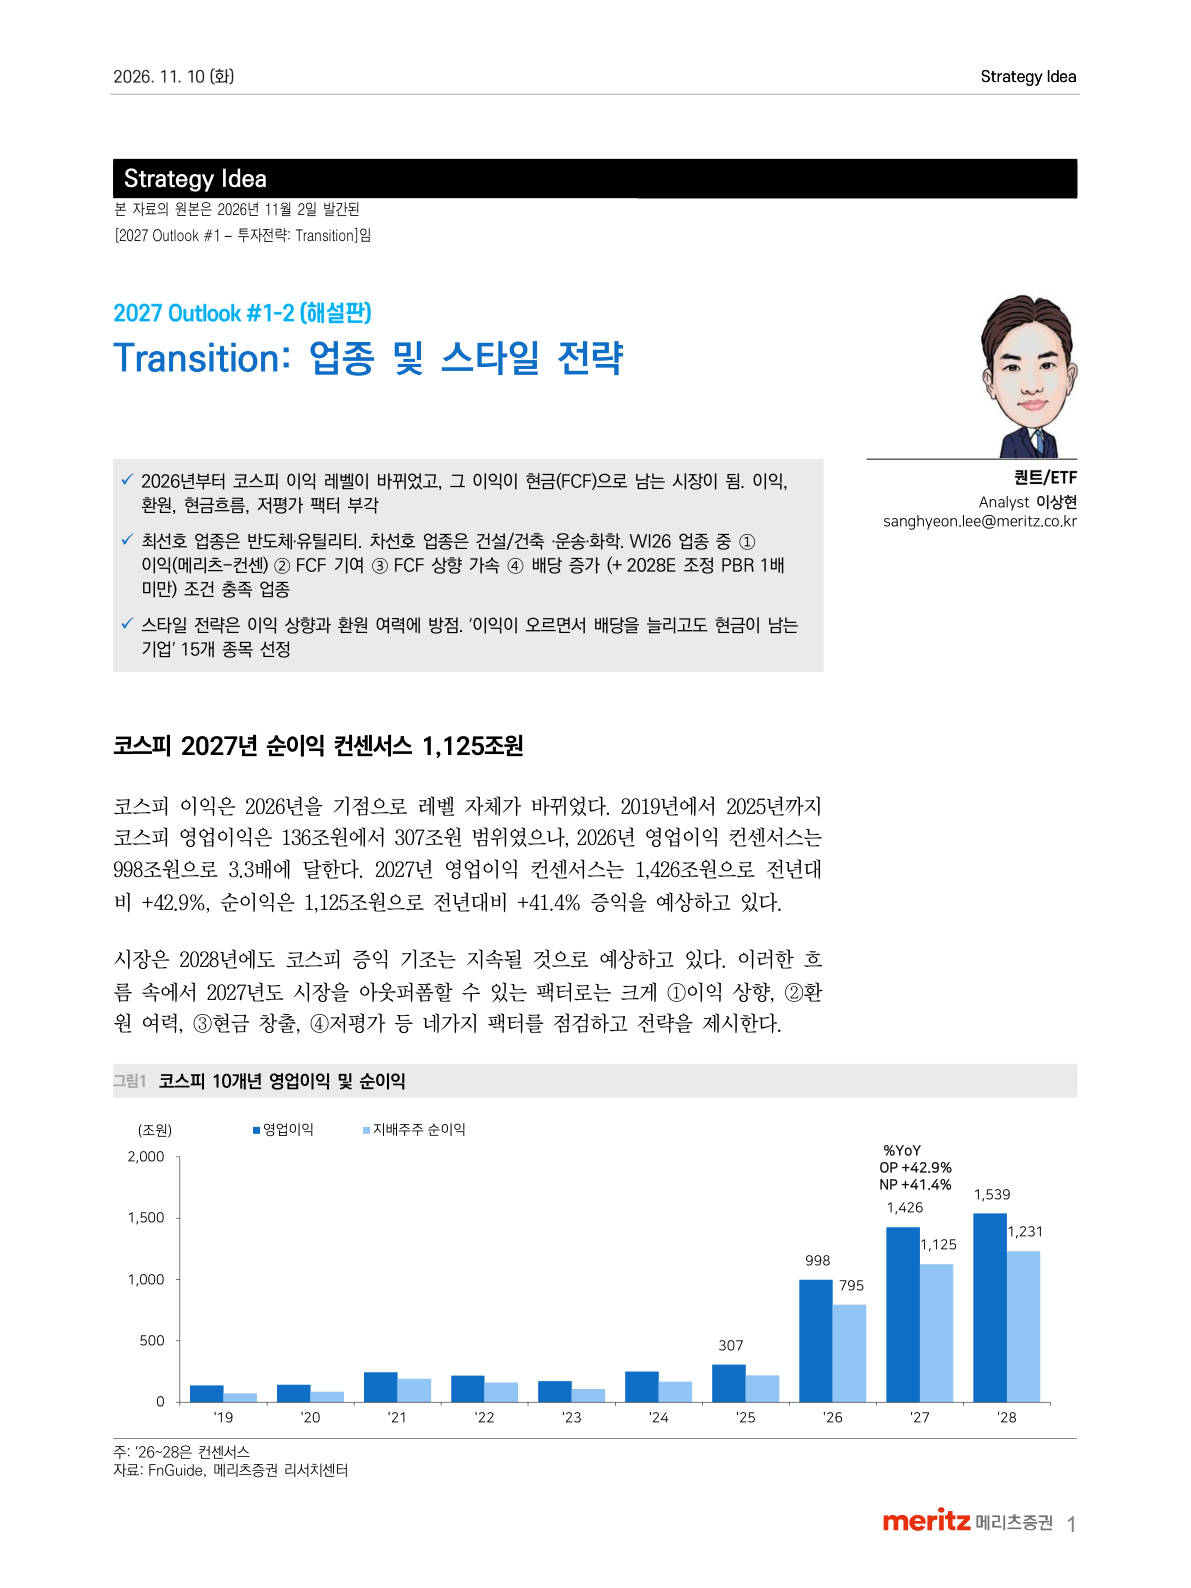 2026. 11. 10 (화)
Strategy Idea
Strategy Idea
본 자료의 원본은 2026년 11월 2일 발간된
[2027 Outlook #1 – 투자전략: Transition]임
2027 Outlook #1-2 (해설판)
Transition: 업종 및 스타일 전략
✓ 2026년부터 코스피 이익 레벨이 바뀌었고, 그 이익이 현금(FCF)으로 남는 시장이 됨. 이익,
환원, 현금흐름, 저평가 팩터 부각
✓ 최선호 업종은 반도체·유틸리티. 차선호 업종은 건설/건축 ·운송·화학. WI26 업종 중 ①
이익(메리츠-컨센) ② FCF 기여 ③ FCF 상향 가속 ④ 배당 증가 (+ 2028E 조정 PBR 1배
미만) 조건 충족 업종
✓ 스타일 전략은 이익 상향과 환원 여력에 방점. ‘이익이 오르면서 배당을 늘리고도 현금이 남는
기업’ 15개 종목 선정
퀀트/ETF
Analyst 이상현
sanghyeon.lee@meritz.co.kr
코스피 2027년 순이익 컨센서스 1,125조원
코스피 이익은 2026년을 기점으로 레벨 자체가 바뀌었다. 2019년에서 2025년까지
코스피 영업이익은 136조원에서 307조원 범위였으나, 2026년 영업이익 컨센서스는
998조원으로 3.3배에 달한다. 2027년 영업이익 컨센서스는 1,426조원으로 전년대
비 +42.9%, 순이익은 1,125조원으로 전년대비 +41.4% 증익을 예상하고 있다.
시장은 2028년에도 코스피 증익 기조는 지속될 것으로 예상하고 있다. 이러한 흐
름 속에서 2027년도 시장을 아웃퍼폼할 수 있는 팩터로는 크게 ①이익 상향, ②환
원 여력, ③현금 창출, ④저평가 등 네가지 팩터를 점검하고 전략을 제시한다.
그림1 코스피 10개년 영업이익 및 순이익
(조원)
영업이익
지배주주 순이익
2,000
1,500
1,000
500
0
%YoY
OP +42.9%
NP +41.4%
307
998
795
1,426
1,125
1,539
1,231
'19 '20 '21 '22 '23 '24 '25 '26 '27 '28
주: ‘26~28은 컨센서스
자료: FnGuide, 메리츠증권 리서치센터
meritz 메리츠증권 1